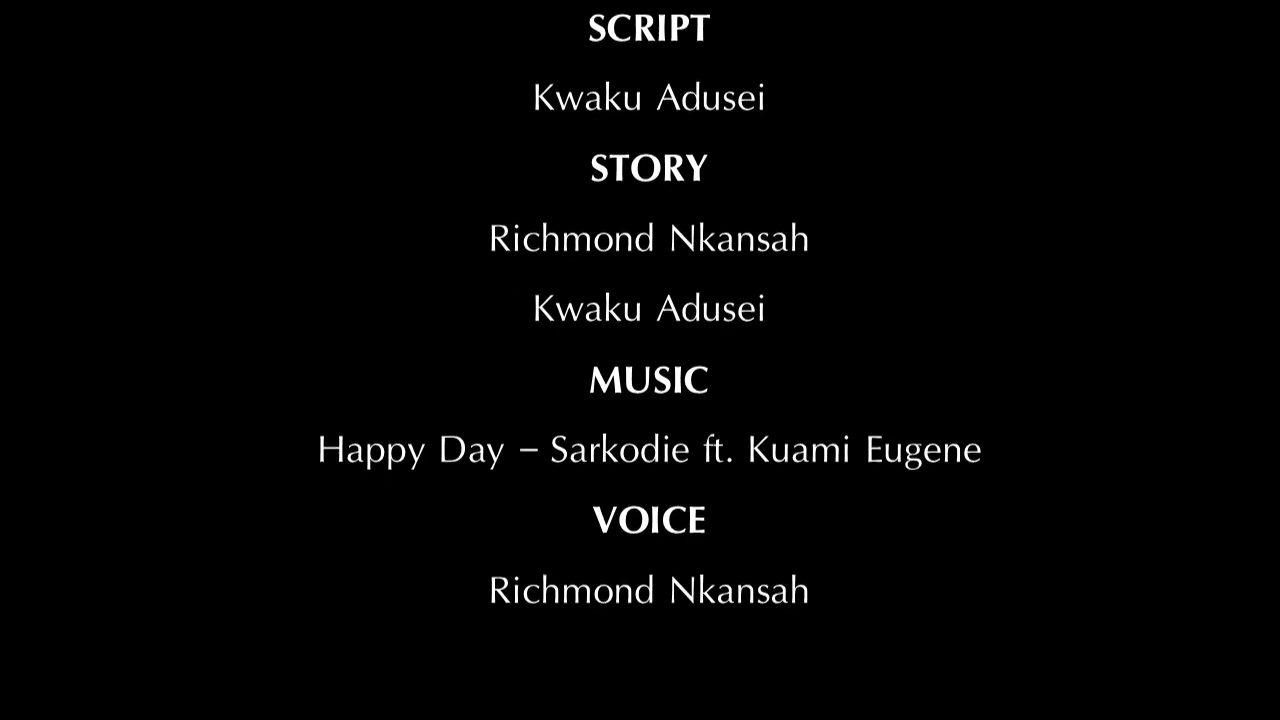 SCRIPT
Kwaku Adusei
STORY
Richmond Nkansah
Kwaku Adusei
MUSIC
Happy Day – Sarkodie ft. Kuami Eugene
VOICE
Richmond Nkansah